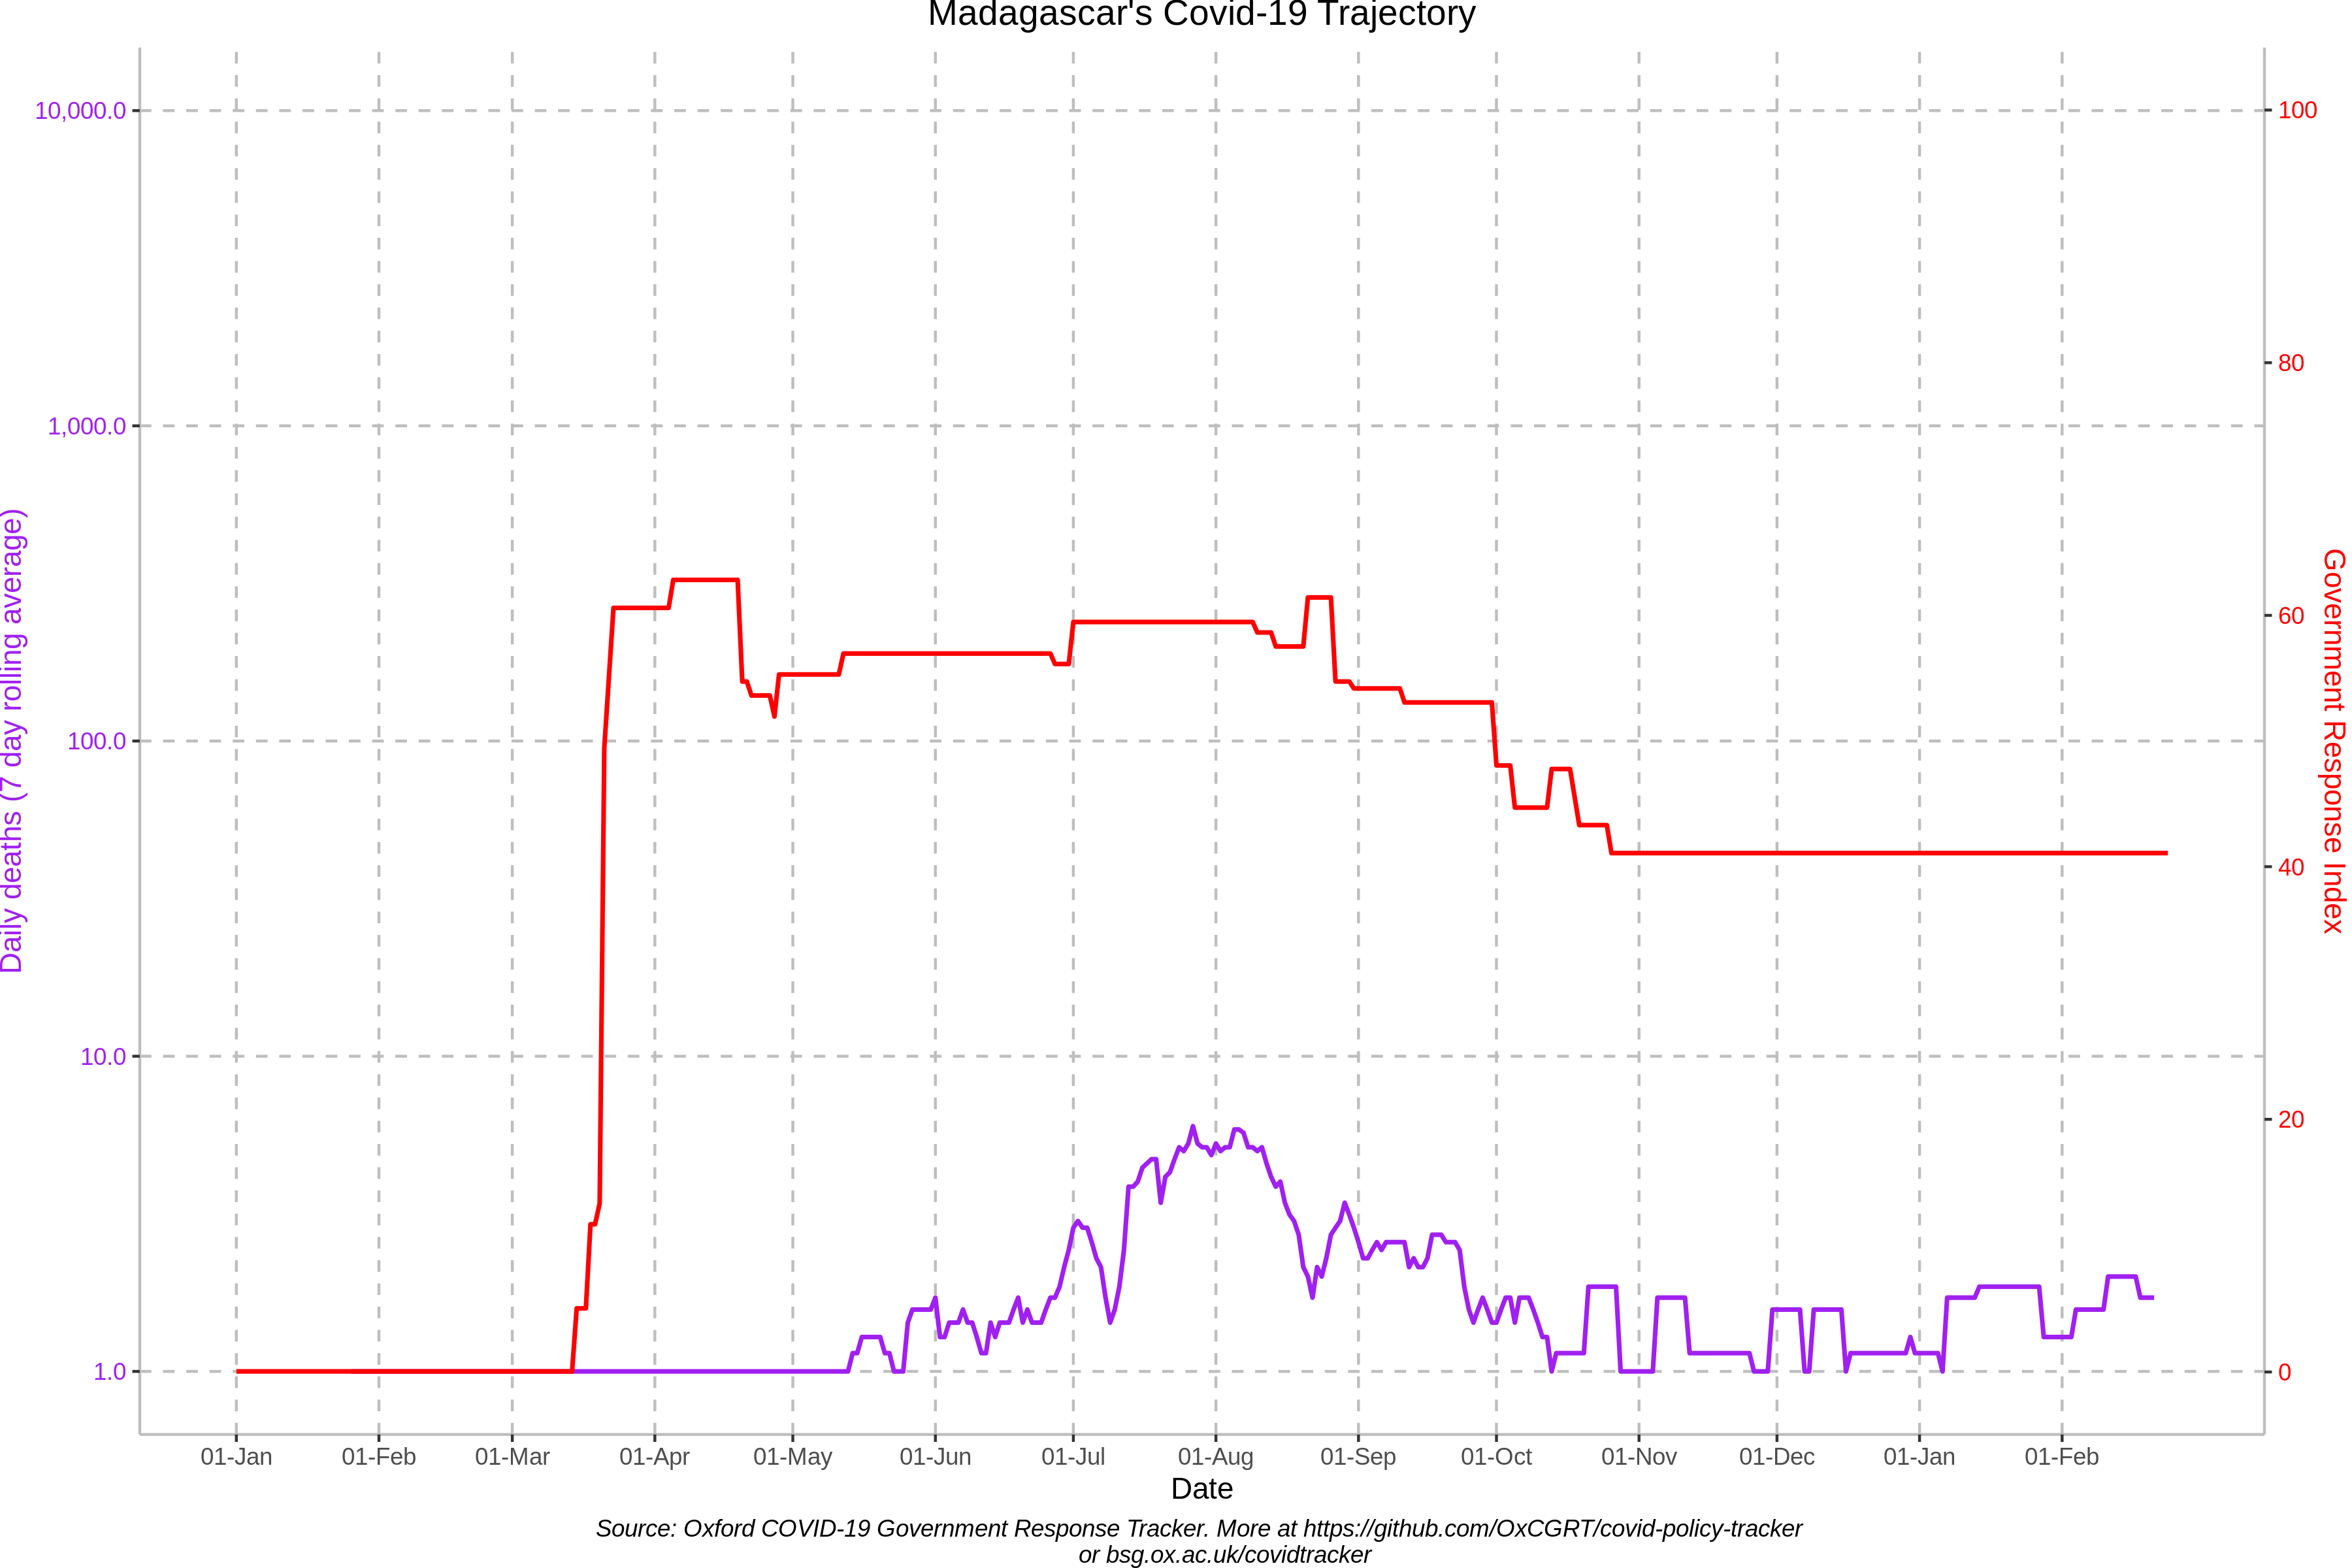 Madagascar's Covid-19 Trajectory
10,000.0
1,000.0
100.0
10.0
1.0
Daily deaths (7 day rolling average)
100
80
60
40
20
0
Government Response Index
01-Jan 01-Feb 01-Mar 01-Apr 01-May 01-Jun 01-Jul 01-Aug 01-Sep 01-Oct 01-Nov 01-Dec 01-Jan 01-Feb
Date
Source: Oxford COVID-19 Government Response Tracker. More at https://github.com/OxCGRT/covid-policy-tracker
or bsg.ox.ac.uk/covidtracker